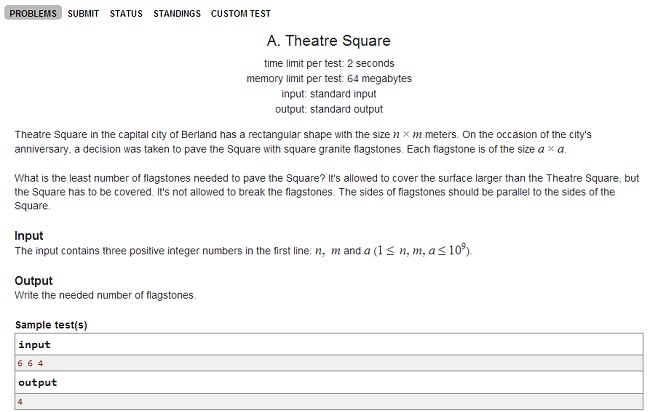 PROBLEMS SUBMIT STATUS STANDINGS CUSTOM TEST
A. Theatre Square
time limit per test: 2 seconds
memory limit per test: 64 megabytes
input: standard input
output: standard output
Theatre Square in the capital city of Berland has a rectangular shape with the size n × m meters. On the occasion of the city's
anniversary, a decision was taken to pave the Square with square granite flagstones. Each flagstone is of the size a × a.
What is the least number of flagstones needed to pave the Square? It's allowed to cover the surface larger than the Theatre Square, but
the Square has to be covered. It's not allowed to break the flagstones. The sides of flagstones should be parallel to the sides of the
Square.
Input
The input contains three positive integer numbers in the first line: n, m and a (1 ≤ n, m, a ≤ 10⁹).
Output
Write the needed number of flagstones.
Sample test(s)
input
6 6 4
output
4